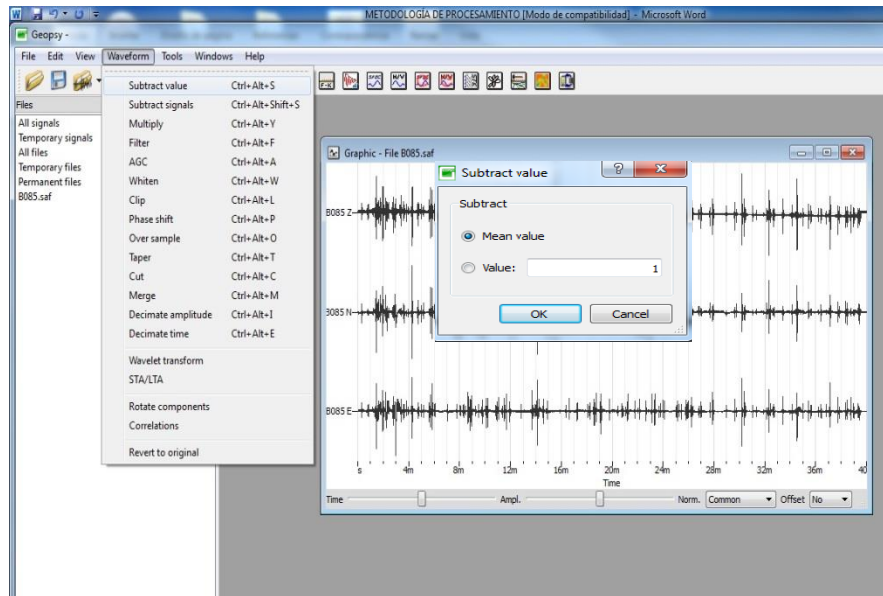 METODOLOGÍA DE PROCESAMIENTO [Modo de compatibilidad] - Microsoft Word
Geopsy -
File Edit View Waveform Tools Windows Help
Files
All signals
Temporary signals
All files
Temporary files
Permanent files
B085.saf
Subtract value Ctrl+Alt+S
Subtract signals Ctrl+Alt+Shift+S
Multiply Ctrl+Alt+Y
Filter Ctrl+Alt+F
AGC Ctrl+Alt+A
Whiten Ctrl+Alt+W
Clip Ctrl+Alt+L
Phase shift Ctrl+Alt+P
Over sample Ctrl+Alt+O
Taper Ctrl+Alt+T
Cut Ctrl+Alt+C
Merge Ctrl+Alt+M
Decimate amplitude Ctrl+Alt+I
Decimate time Ctrl+Alt+E
Wavelet transform
STA/LTA
Rotate components
Correlations
Revert to original
Graphic - File B085.saf
Subtract value
Subtract
Mean value
Value: 1
OK Cancel
B085 Z
B085 N
B085 E
s 4m 8m 12m 16m 20m 24m 28m 32m 36m 40
Time
Time Ampl. Norm. Common Offset No